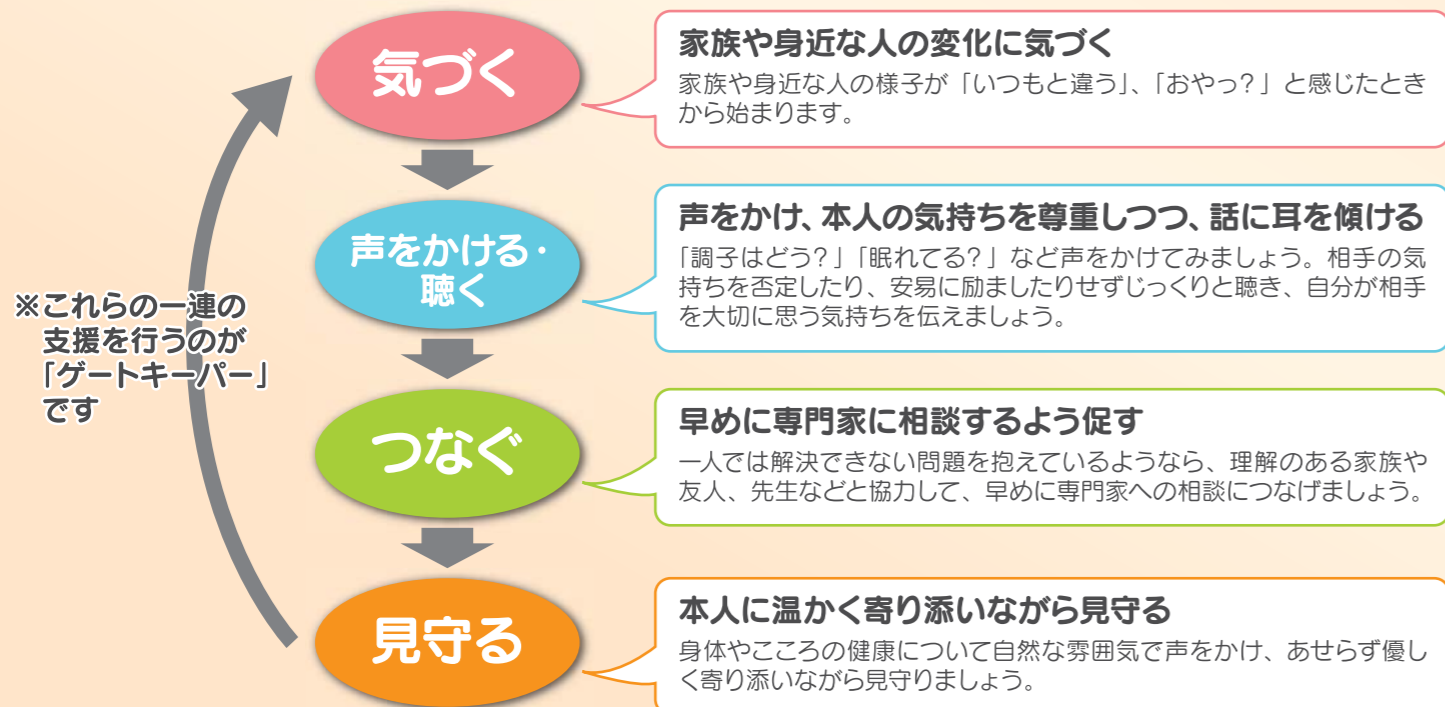 気づく
家族や身近な人の変化に気づく
家族や身近な人の様子が「いつもと違う」、「おやっ?」と感じたとき
から始まります。
声をかける・
聴く
声をかけ、本人の気持ちを尊重しつつ、話に耳を傾ける
「調子はどう?」「眠れてる?」など声をかけてみましょう。相手の気
持ちを否定したり、安易に励ましたりせずじっくりと聴き、自分が相手
を大切に思う気持ちを伝えましょう。
※これらの一連の
支援を行うのが
「ゲートキーパー」
です
つなぐ
早めに専門家に相談するよう促す
一人では解決できない問題を抱えているようなら、理解のある家族や
友人、先生などと協力して、早めに専門家への相談につなげましょう。
見守る
本人に温かく寄り添いながら見守る
身体やこころの健康について自然な雰囲気で声をかけ、あせらず優し
く寄り添いながら見守りましょう。